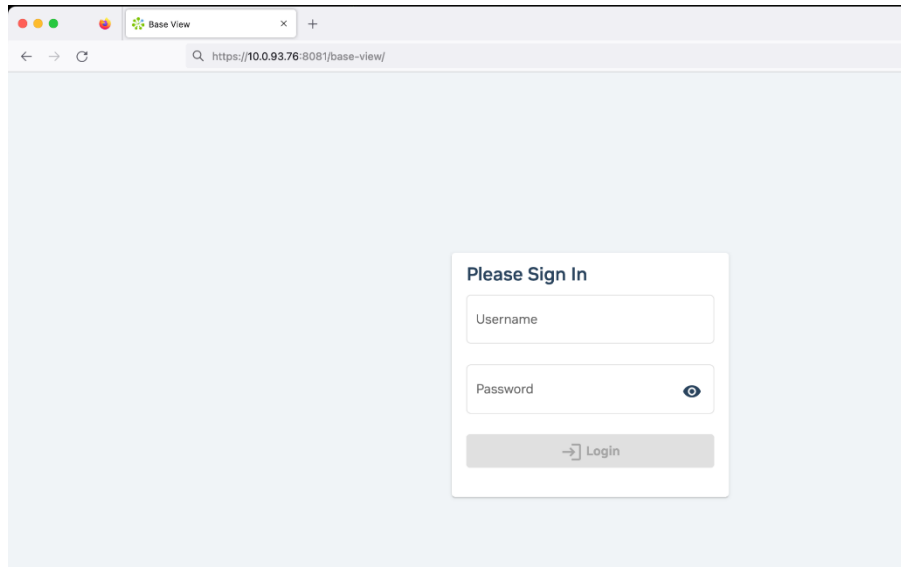 Base View
https://10.0.93.76:8081/base-view/
Please Sign In
Username
Password
Login